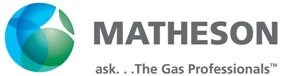 MATHESON
ask. . .The Gas Professionals™